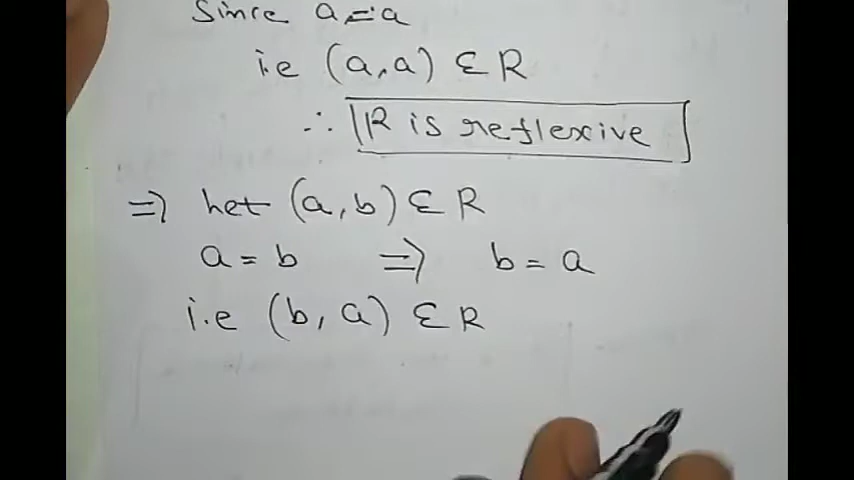 Since a = a
i.e (a, a) ∈ R
∴ R is reflexive
=> Let (a, b) ∈ R
a = b => b = a
i.e (b, a) ∈ R